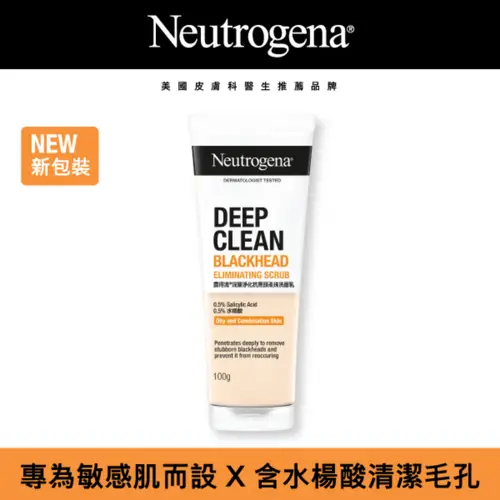 Neutrogena®
美國皮膚科醫生推薦品牌
NEW
新包裝
Neutrogena®
DERMATOLOGIST TESTED
DEEP
CLEAN
BLACKHEAD
ELIMINATING SCRUB
0.5% Salicylic Acid
0.5% 水楊酸
Oily and Combination Skin
Penetrates deeply to remove
stubborn blackheads and
prevent it from reoccuring
100g
專為敏感肌而設 X 含水楊酸清潔毛孔